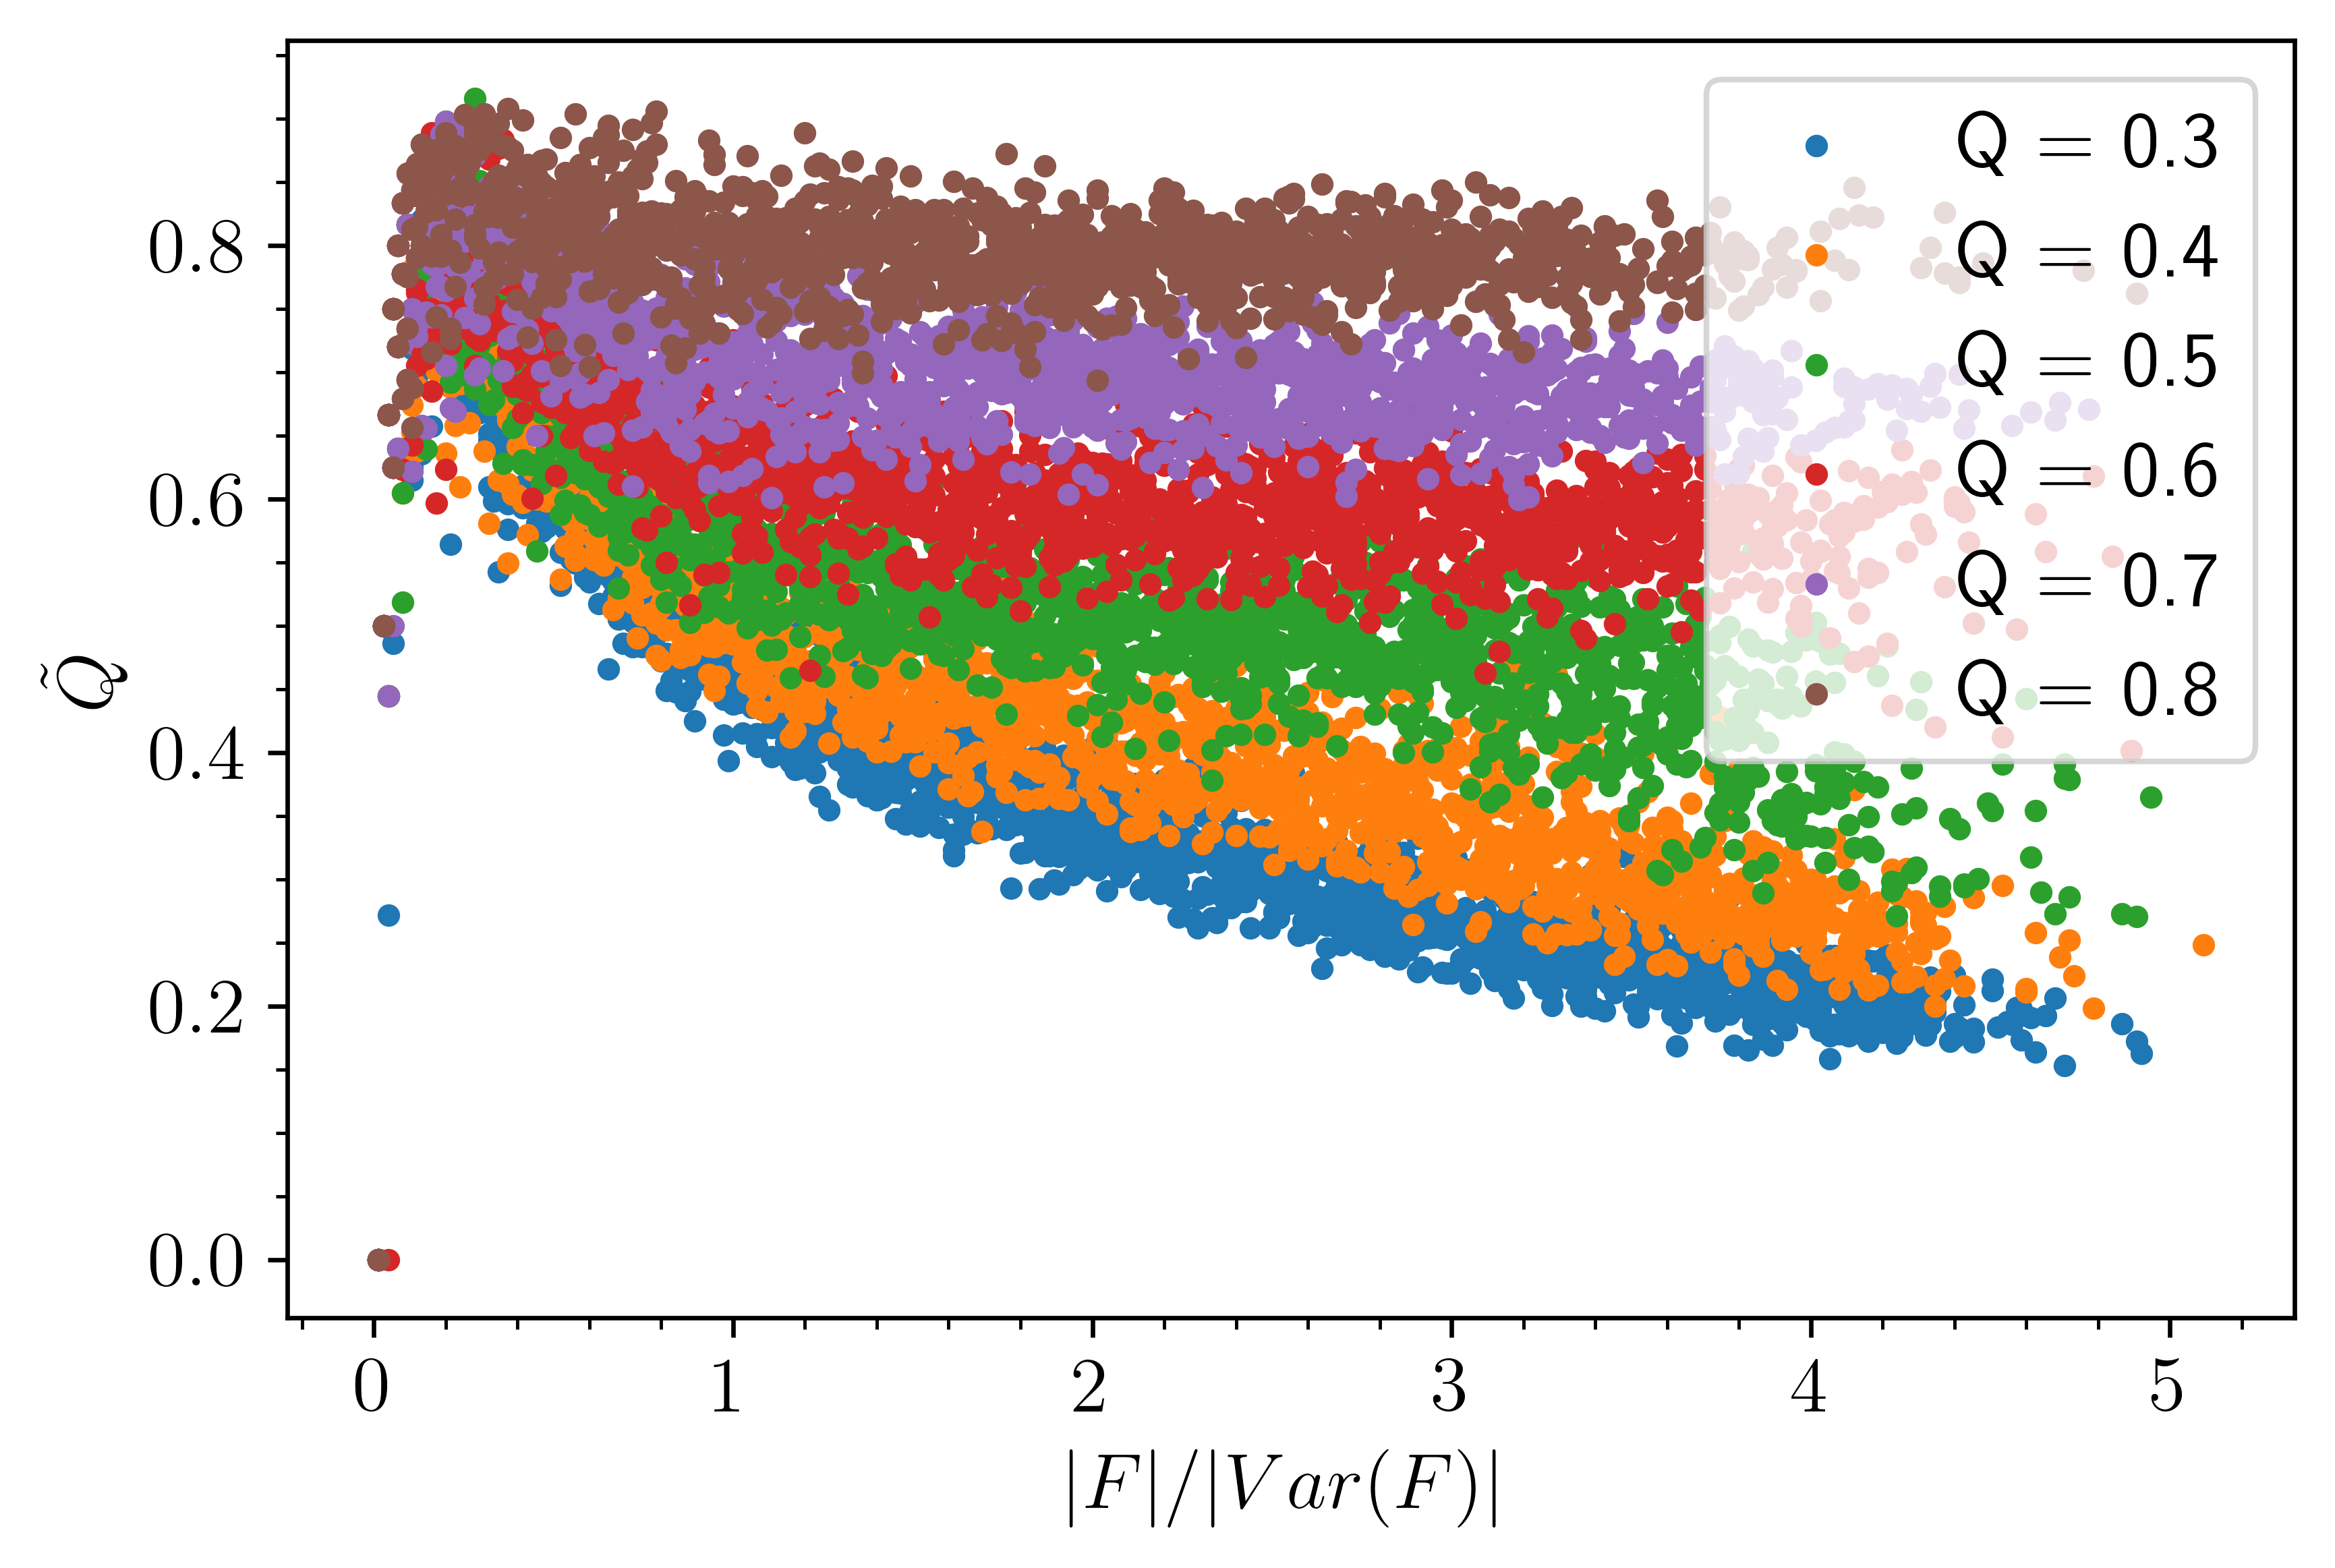 Q = 0.3
Q = 0.4
Q = 0.5
Q = 0.6
Q = 0.7
Q = 0.8
0.8
0.6
0.4
0.2
0.0
Q̃
0 1 2 3 4 5
|F|/|Var(F)|